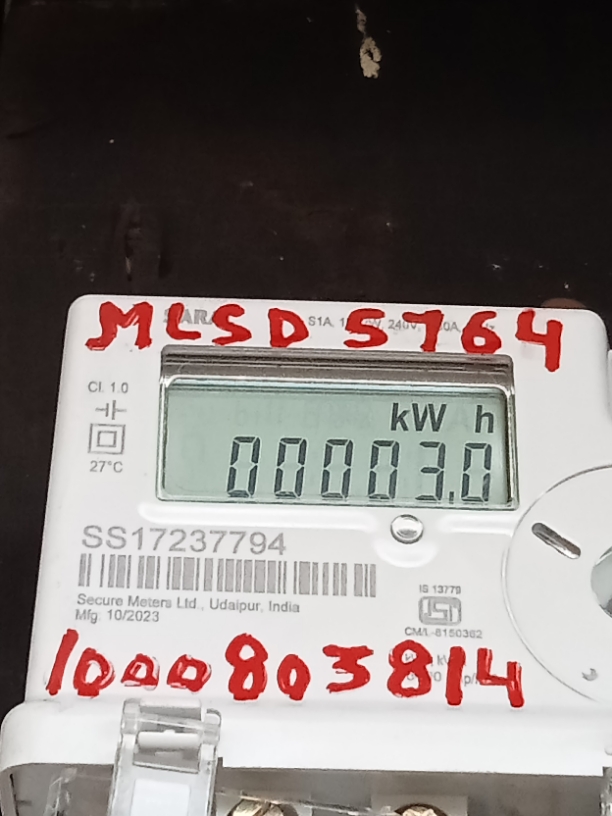 MLSD 5764
Cl. 1.0
27°C
kW h
00003.0
SS17237794
Secure Meters Ltd., Udaipur, India
Mfg. 10/2023
IS 13779
CM/L-8150362
1000803814